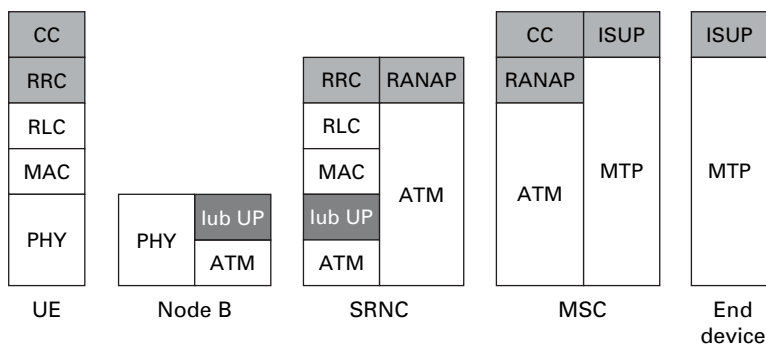 CC
RRC
RLC
MAC
PHY
UE
PHY
Iub UP
ATM
Node B
RRC
RANAP
RLC
MAC
Iub UP
ATM
ATM
SRNC
CC
ISUP
RANAP
ATM
MTP
MSC
ISUP
MTP
End
device